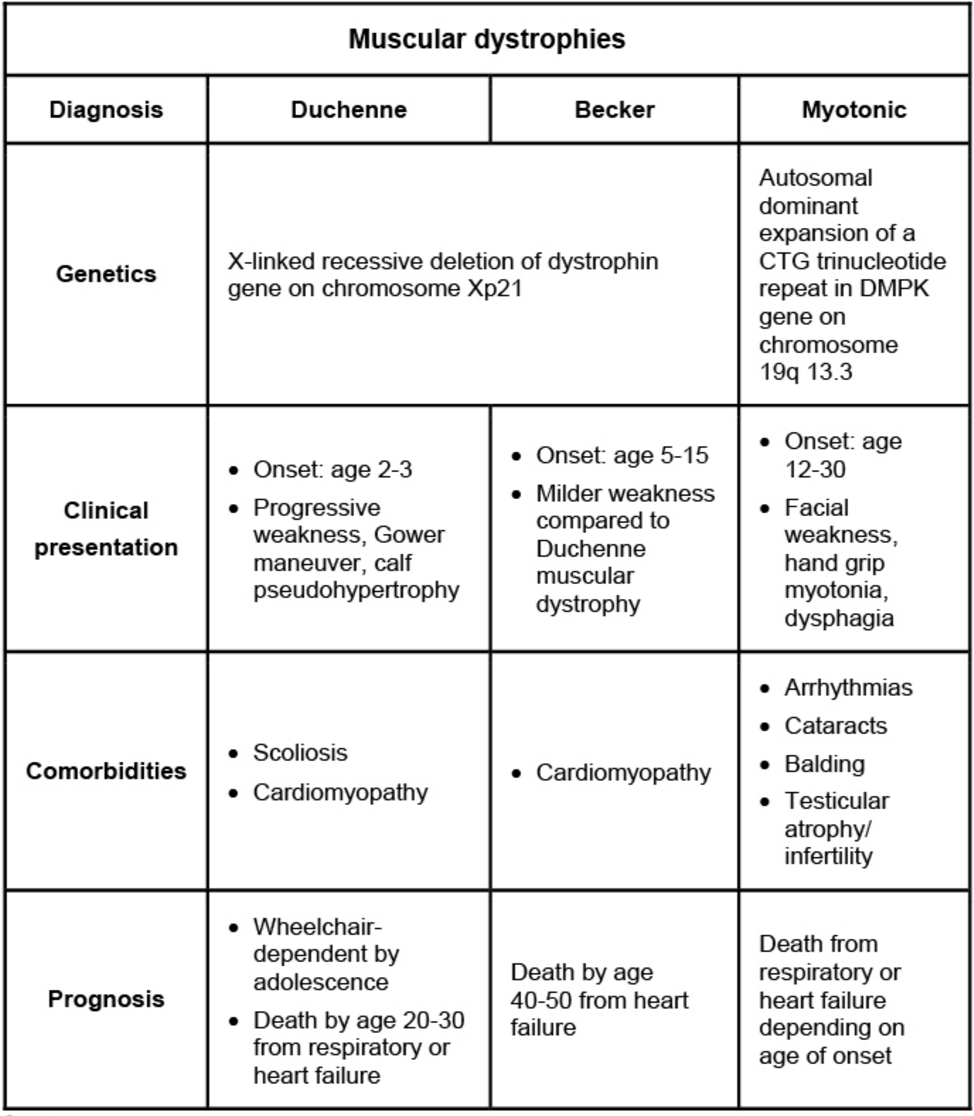 Muscular dystrophies
Diagnosis
Duchenne
Becker
Myotonic
Genetics
X-linked recessive deletion of dystrophin
gene on chromosome Xp21
Autosomal
dominant
expansion of a
CTG trinucleotide
repeat in DMPK
gene on
chromosome
19q 13.3
Clinical
presentation
• Onset: age 2-3
• Progressive
weakness, Gower
maneuver, calf
pseudohypertrophy
• Onset: age 5-15
• Milder weakness
compared to
Duchenne
muscular
dystrophy
• Onset: age
12-30
• Facial
weakness,
hand grip
myotonia,
dysphagia
Comorbidities
• Scoliosis
• Cardiomyopathy
• Cardiomyopathy
• Arrhythmias
• Cataracts
• Balding
• Testicular
atrophy/
infertility
Prognosis
• Wheelchair-
dependent by
adolescence
• Death by age 20-30
from respiratory or
heart failure
Death by age
40-50 from heart
failure
Death from
respiratory or
heart failure
depending on
age of onset